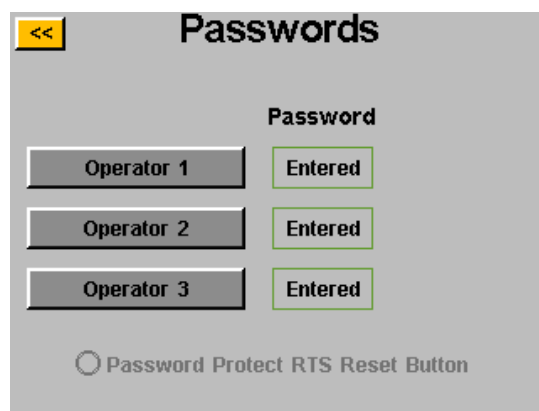 << Passwords
Password
Operator 1 Entered
Operator 2 Entered
Operator 3 Entered
Password Protect RTS Reset Button